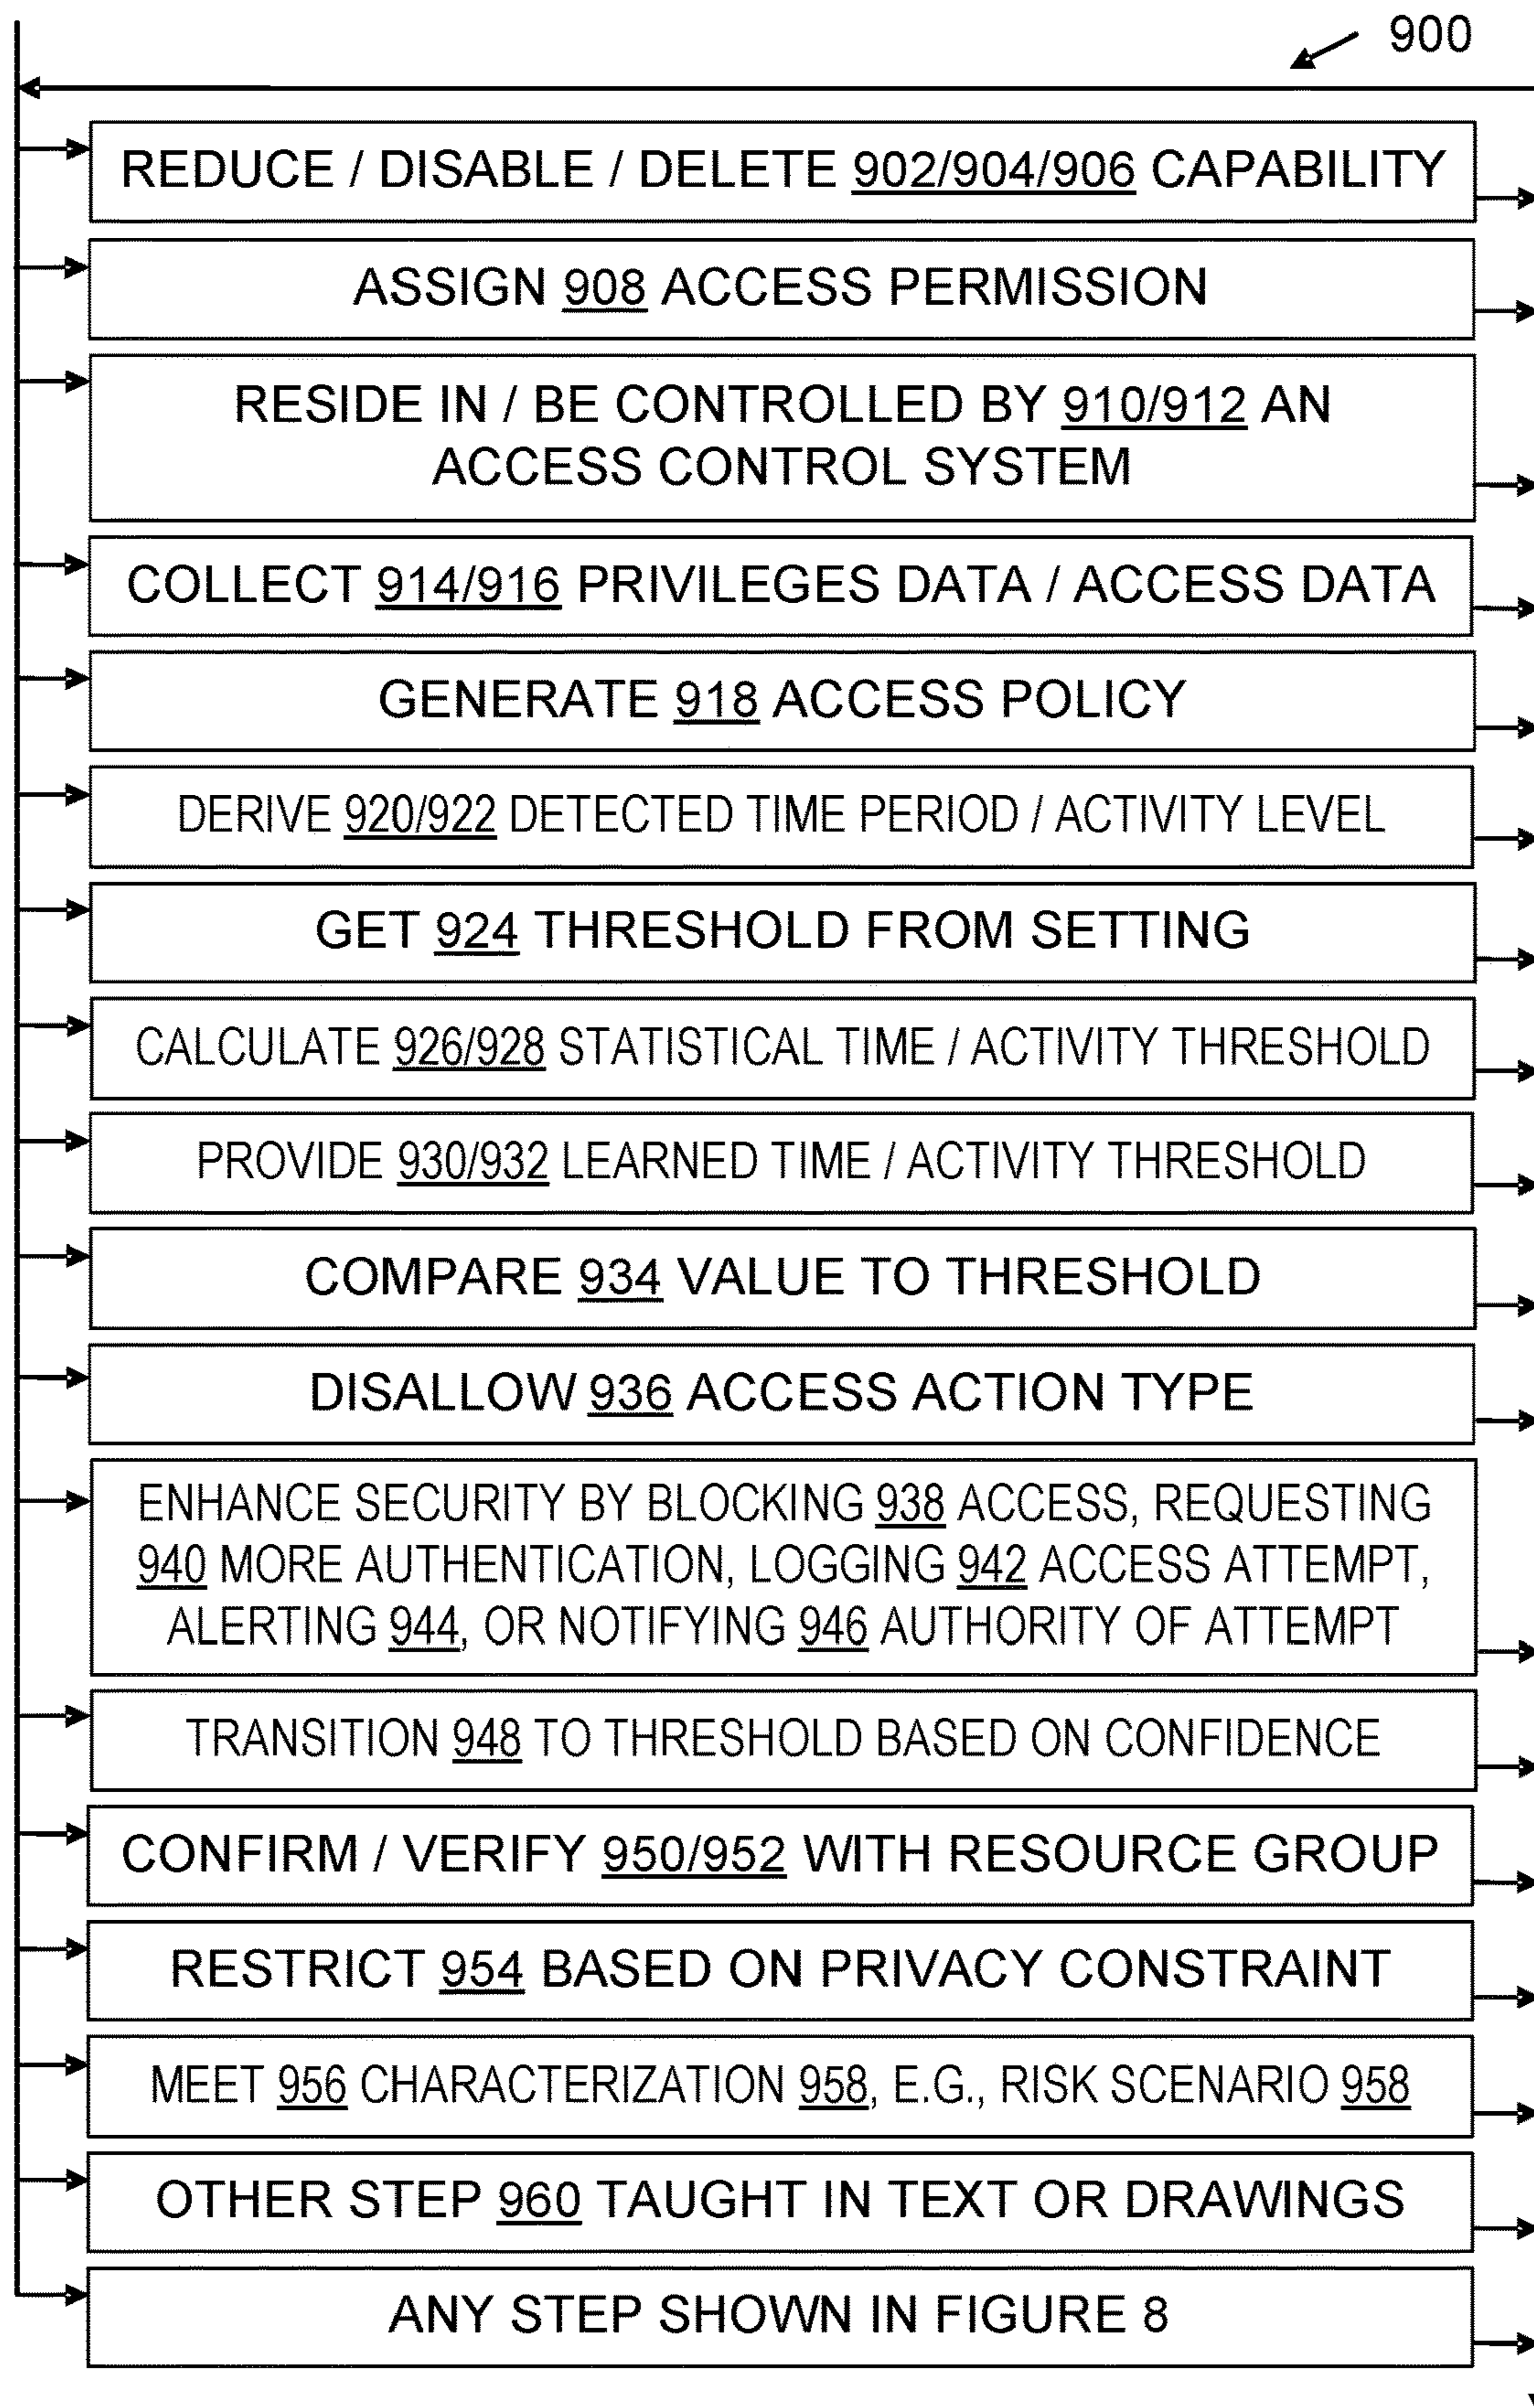 900
REDUCE / DISABLE / DELETE 902/904/906 CAPABILITY
ASSIGN 908 ACCESS PERMISSION
RESIDE IN / BE CONTROLLED BY 910/912 AN
ACCESS CONTROL SYSTEM
COLLECT 914/916 PRIVILEGES DATA / ACCESS DATA
GENERATE 918 ACCESS POLICY
DERIVE 920/922 DETECTED TIME PERIOD / ACTIVITY LEVEL
GET 924 THRESHOLD FROM SETTING
CALCULATE 926/928 STATISTICAL TIME / ACTIVITY THRESHOLD
PROVIDE 930/932 LEARNED TIME / ACTIVITY THRESHOLD
COMPARE 934 VALUE TO THRESHOLD
DISALLOW 936 ACCESS ACTION TYPE
ENHANCE SECURITY BY BLOCKING 938 ACCESS, REQUESTING
940 MORE AUTHENTICATION, LOGGING 942 ACCESS ATTEMPT,
ALERTING 944, OR NOTIFYING 946 AUTHORITY OF ATTEMPT
TRANSITION 948 TO THRESHOLD BASED ON CONFIDENCE
CONFIRM / VERIFY 950/952 WITH RESOURCE GROUP
RESTRICT 954 BASED ON PRIVACY CONSTRAINT
MEET 956 CHARACTERIZATION 958, E.G., RISK SCENARIO 958
OTHER STEP 960 TAUGHT IN TEXT OR DRAWINGS
ANY STEP SHOWN IN FIGURE 8